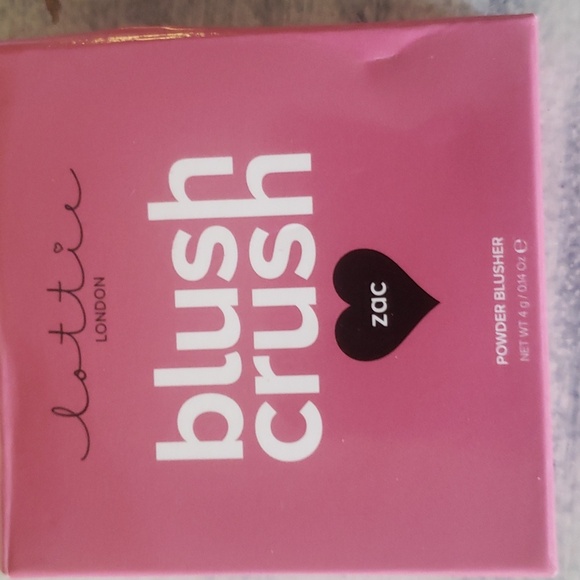 lottie
LONDON
blush
crush
zac
POWDER BLUSHER
NET WT 4 g / 0.14 Oz ℮